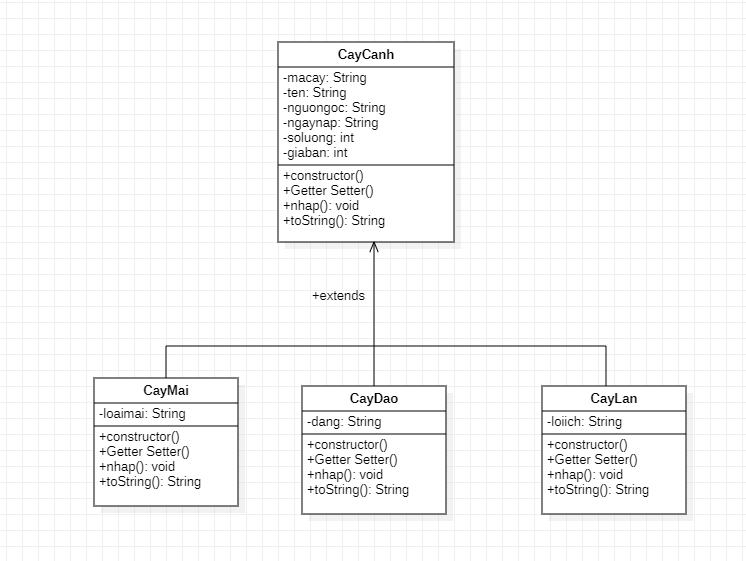 CayCanh
-macay: String
-ten: String
-nguongoc: String
-ngaynap: String
-soluong: int
-giaban: int
+constructor()
+Getter Setter()
+nhap(): void
+toString(): String
+extends
CayMai
-loaimai: String
+constructor()
+Getter Setter()
+nhap(): void
+toString(): String
CayDao
-dang: String
+constructor()
+Getter Setter()
+nhap(): void
+toString(): String
CayLan
-loiich: String
+constructor()
+Getter Setter()
+nhap(): void
+toString(): String